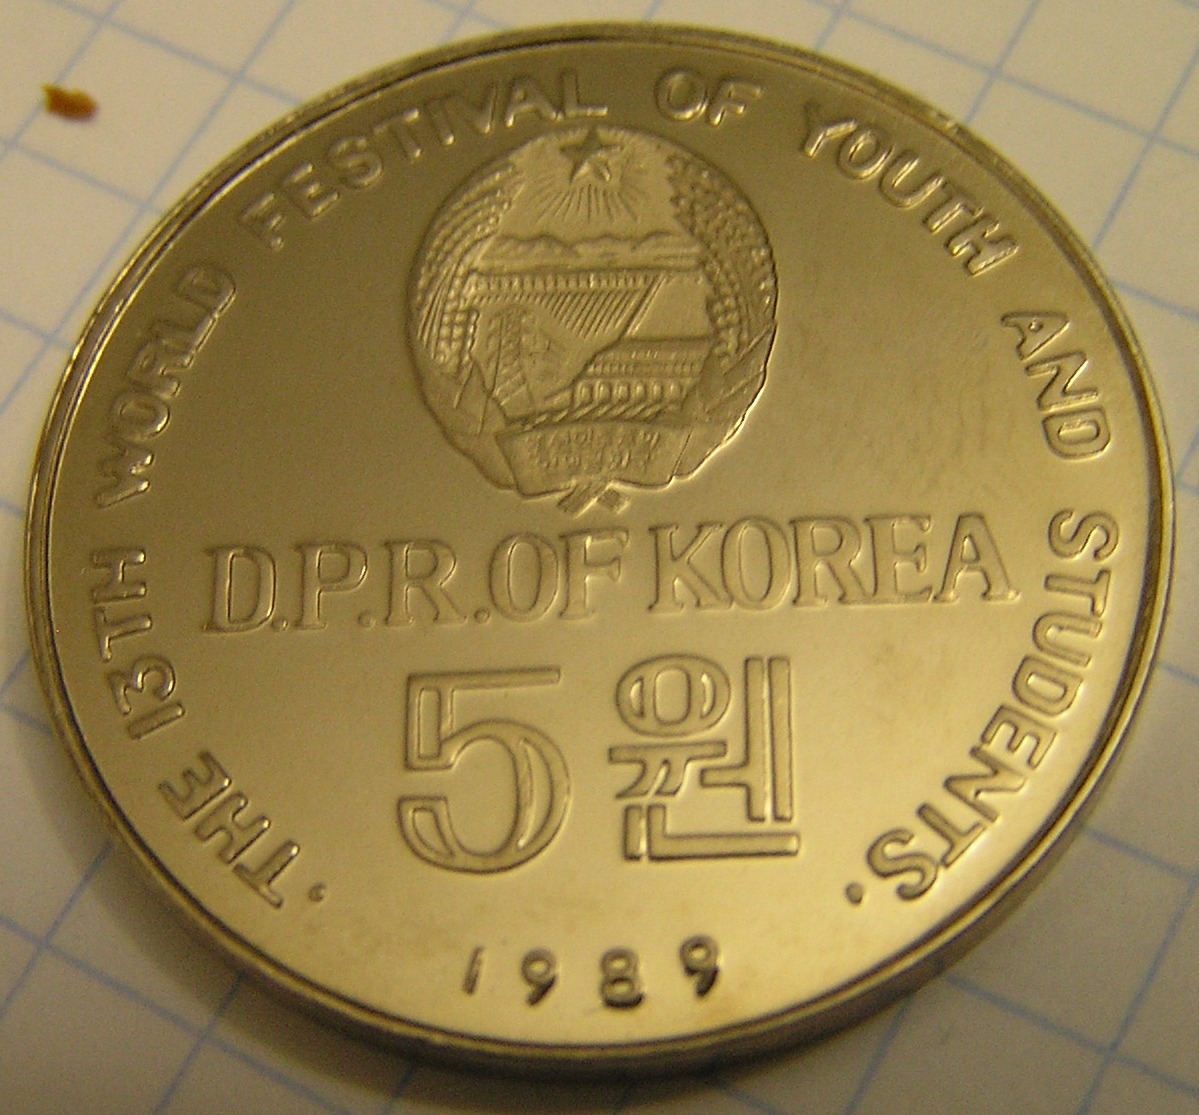 · THE 13TH WORLD FESTIVAL OF YOUTH AND STUDENTS ·
D.P.R.OF KOREA
5 원
1989